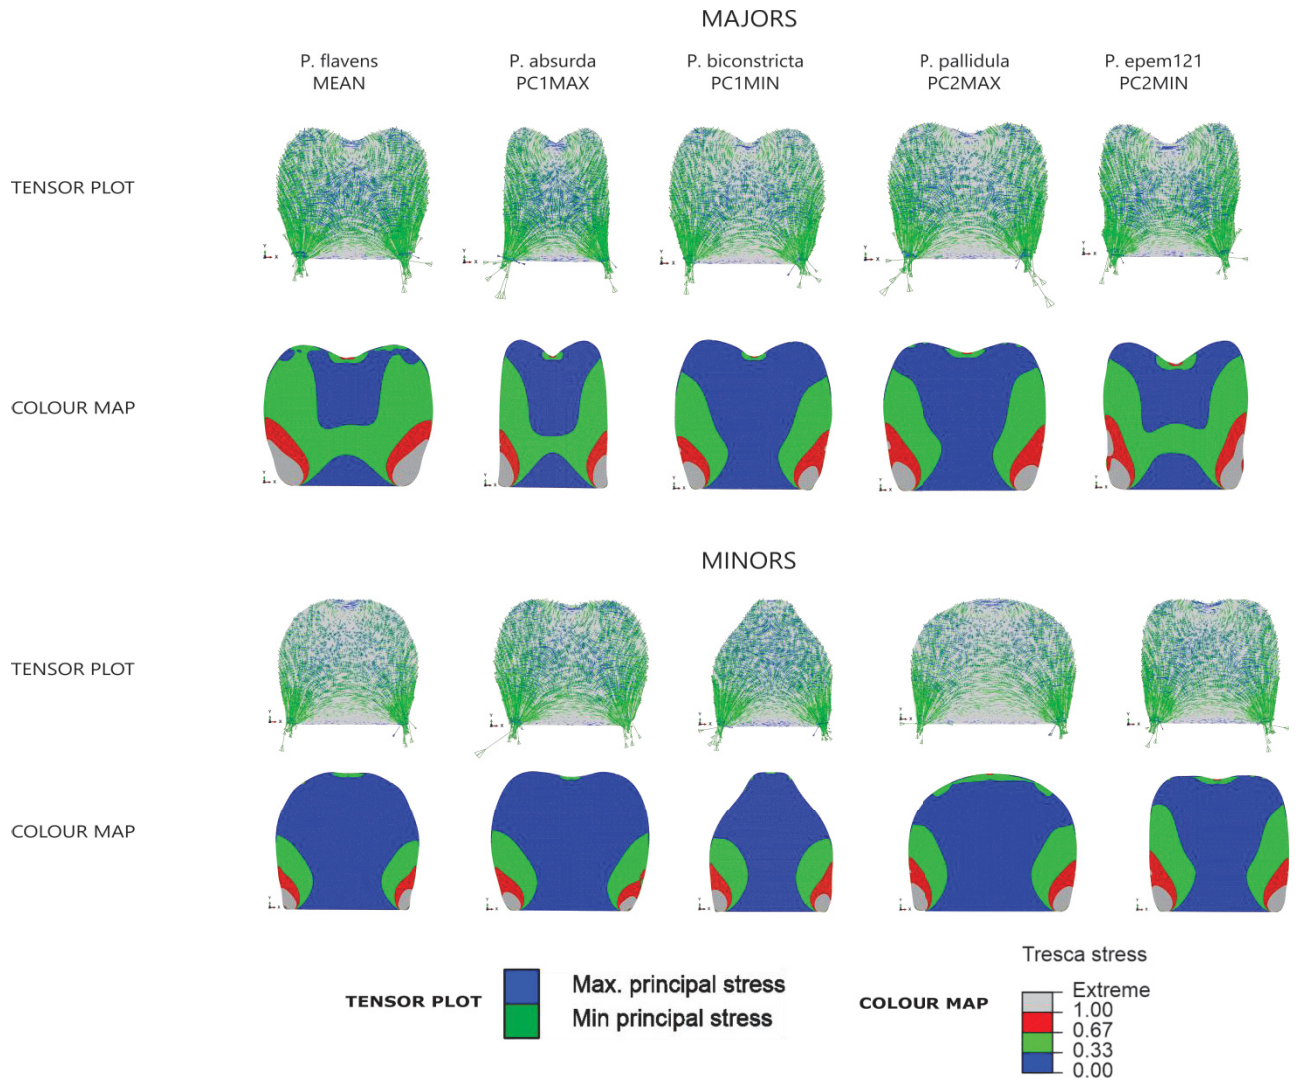 MAJORS
P. flavens
MEAN
P. absurda
PC1MAX
P. biconstricta
PC1MIN
P. pallidula
PC2MAX
P. epem121
PC2MIN
TENSOR PLOT
COLOUR MAP
MINORS
TENSOR PLOT
COLOUR MAP
TENSOR PLOT
Max. principal stress
Min principal stress
COLOUR MAP
Tresca stress
Extreme
1.00
0.67
0.33
0.00